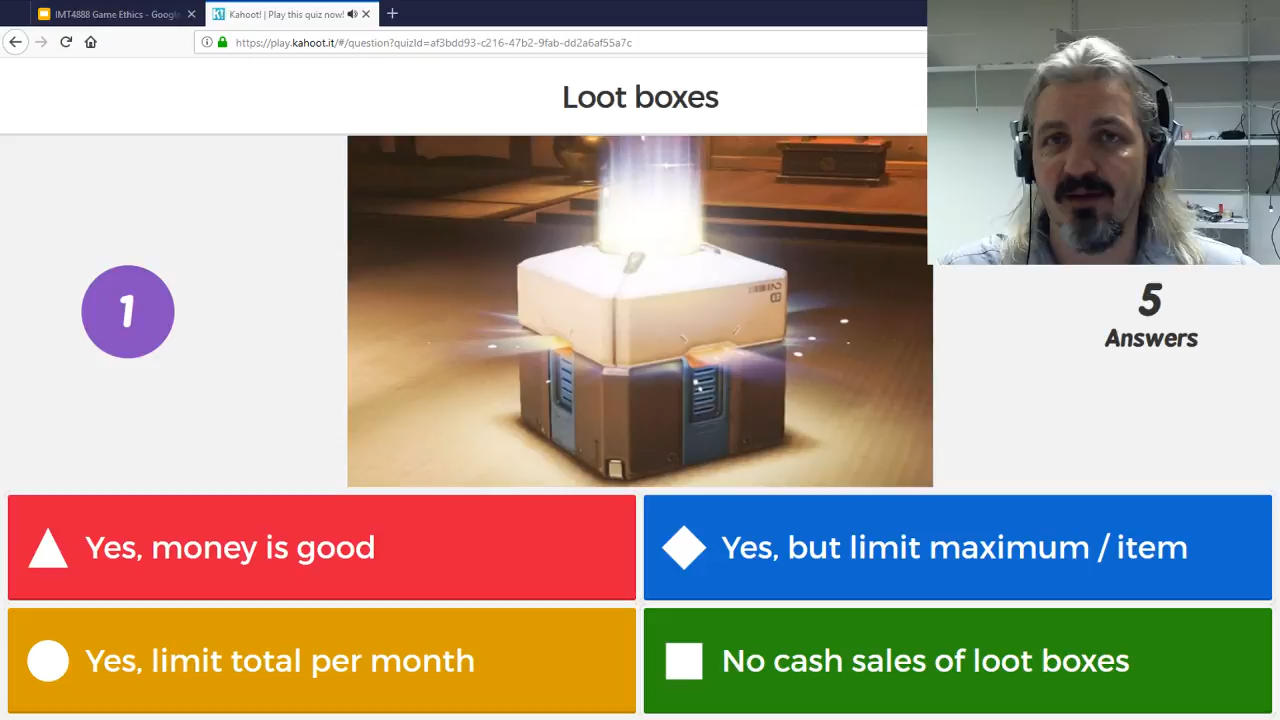 IMT4888 Game Ethics - Google
K! Kahoot! | Play this quiz now!
https://play.kahoot.it/#/question?quizId=af3bdd93-c216-47b2-9fab-dd2a6af55a7c
Loot boxes
1
5
Answers
Yes, money is good
Yes, but limit maximum / item
Yes, limit total per month
No cash sales of loot boxes